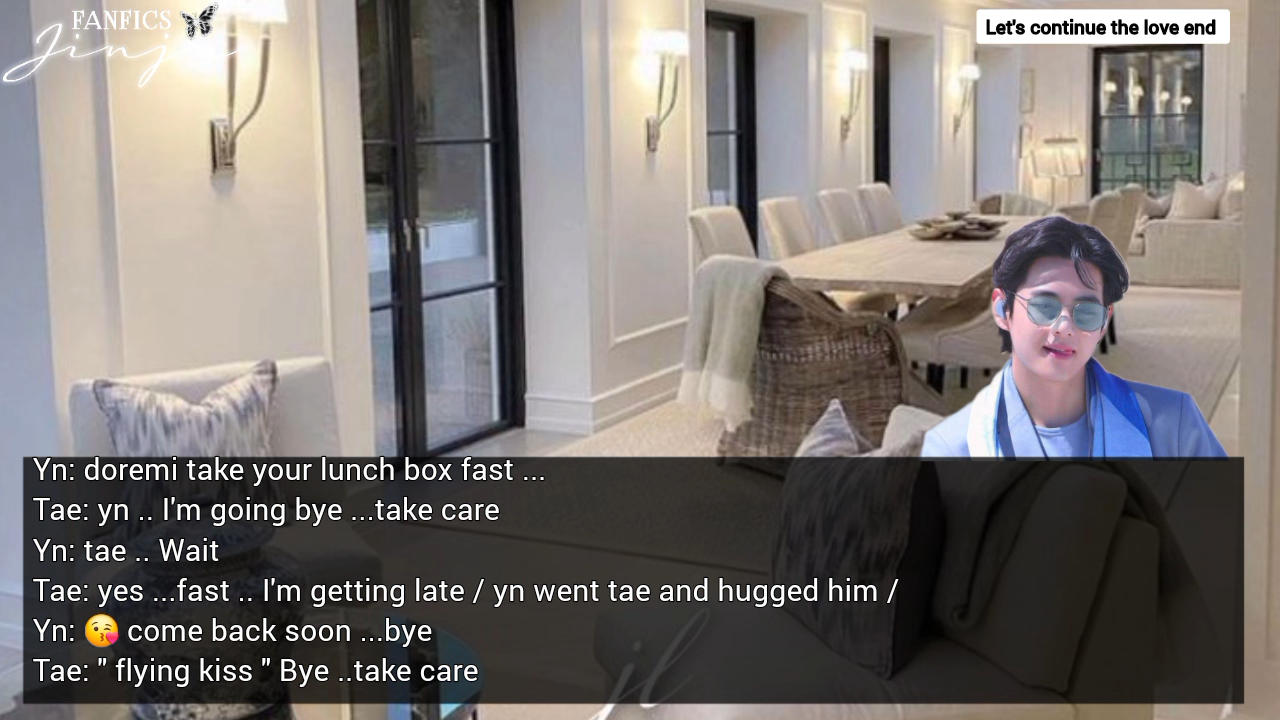 FANFICS
Jinjr
Let's continue the love end
Yn: doremi take your lunch box fast ...
Tae: yn .. I'm going bye ...take care
Yn: tae .. Wait
Tae: yes ...fast .. I'm getting late / yn went tae and hugged him /
Yn: 😘 come back soon ...bye
Tae: " flying kiss " Bye ..take care
jl